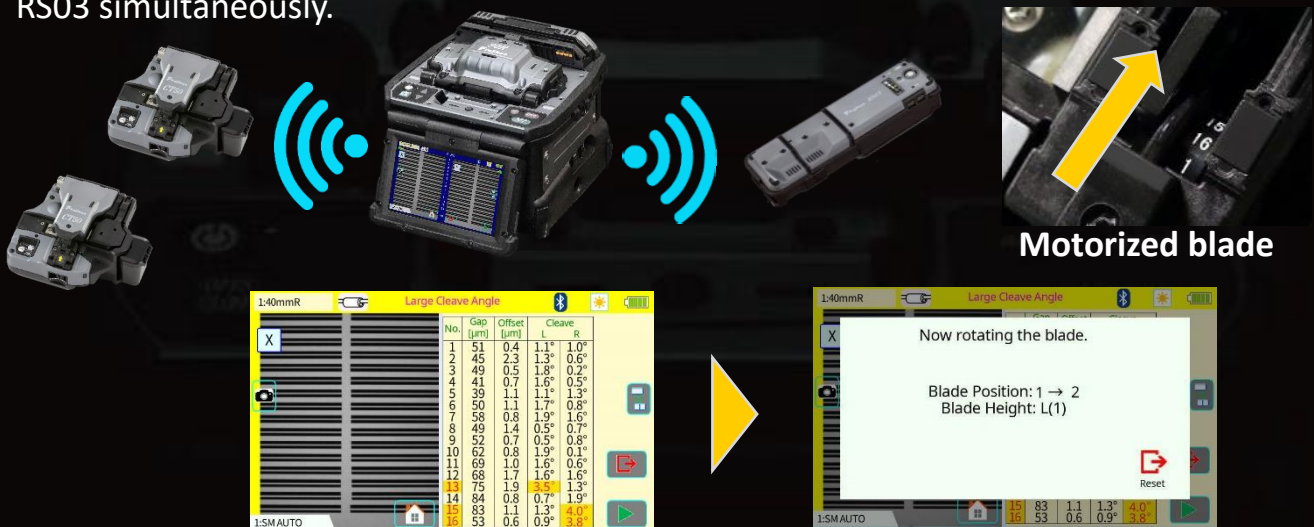 RS03 simultaneously.
CT50
CT50
15
16
1
Motorized blade
1:40mmR
Large Cleave Angle
X
No. Gap [µm] Offset [µm] Cleave L R
1 51 0.4 1.1° 1.0°
2 45 2.3 1.3° 0.6°
3 49 0.5 1.8° 0.2°
4 41 0.7 1.6° 0.5°
5 39 1.1 1.1° 1.3°
6 50 1.1 1.7° 0.8°
7 58 0.8 1.9° 1.6°
8 49 1.4 0.5° 0.7°
9 52 0.7 0.5° 0.8°
10 62 0.8 1.9° 0.1°
11 69 1.0 1.6° 0.6°
12 68 1.7 1.6° 1.6°
13 75 1.9 3.5° 1.3°
14 84 0.8 0.7° 1.9°
15 83 1.1 1.3° 4.0°
16 53 0.6 0.9° 3.8°
1:SM AUTO
1:40mmR
Large Cleave Angle
X
Now rotating the blade.
Blade Position: 1 → 2
Blade Height: L(1)
Reset
15 83 1.1 1.3° 4.0°
16 53 0.6 0.9° 3.8°
1:SM AUTO